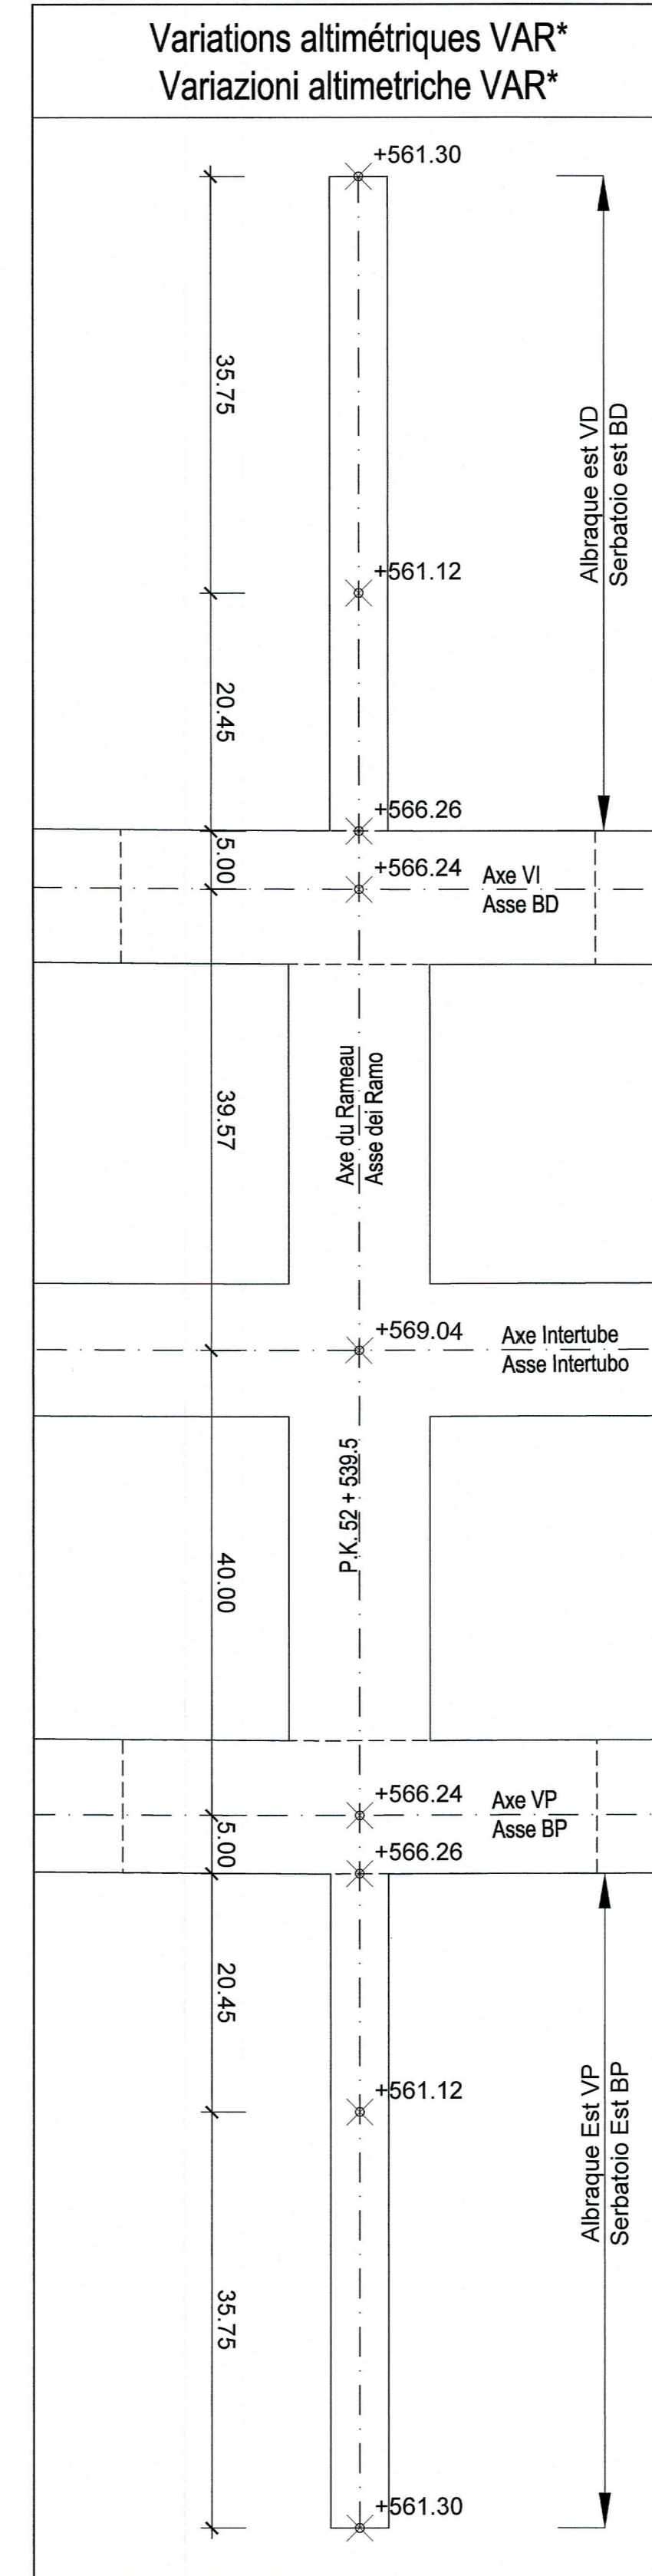 Variations altimétriques VAR*
Variazioni altimetriche VAR*
+561.30
35.75
Albraque est VD
Serbatoio est BD
+561.12
20.45
+566.26
5.00
+566.24
Axe VI
Asse BD
39.57
Axe du Rameau
Asse dei Ramo
+569.04
Axe Intertube
Asse Intertubo
P.K. 52 + 539.5
40.00
+566.24
Axe VP
Asse BP
5.00
+566.26
20.45
+561.12
Albraque Est VP
Serbatoio Est BP
35.75
+561.30